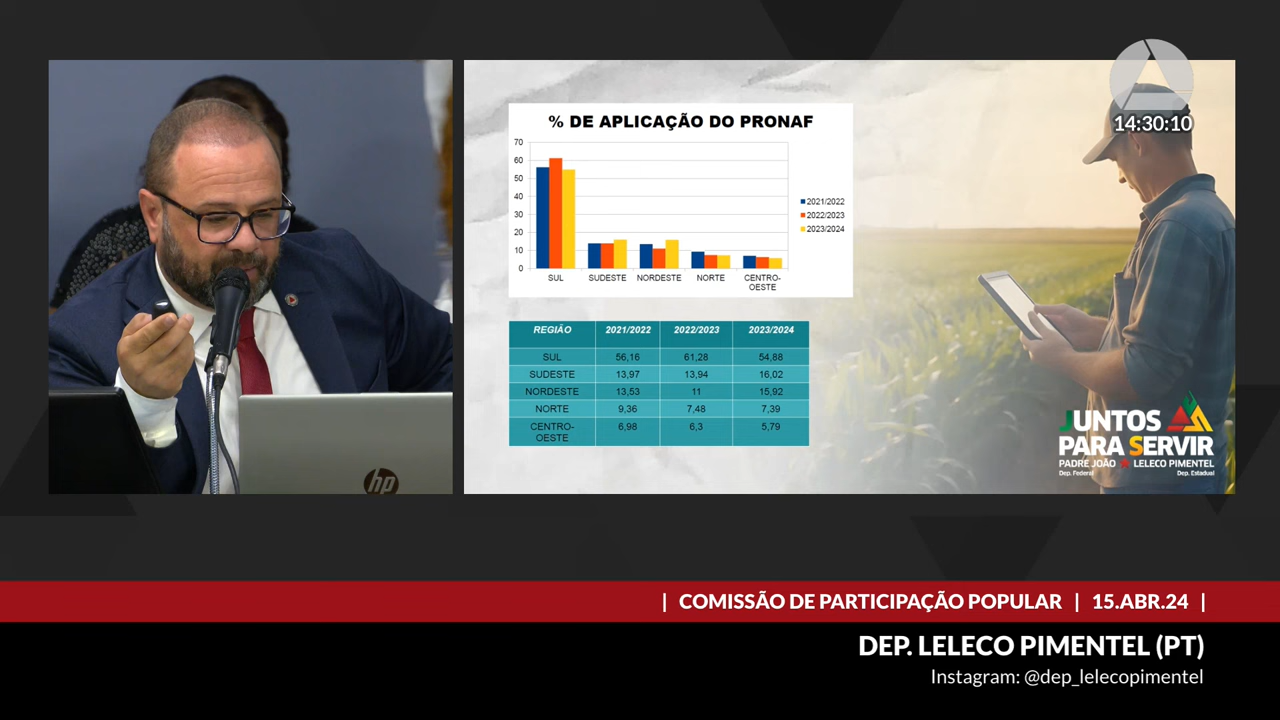 14:30:10
% DE APLICAÇÃO DO PRONAF
70
60
50
40
30
20
10
0
SUL
SUDESTE
NORDESTE
NORTE
CENTRO-
OESTE
2021/2022
2022/2023
2023/2024
REGIÃO 2021/2022 2022/2023 2023/2024
SUL 56,16 61,28 54,88
SUDESTE 13,97 13,94 16,02
NORDESTE 13,53 11 15,92
NORTE 9,36 7,48 7,39
CENTRO-
OESTE 6,98 6,3 5,79
JUNTOS
PARA SERVIR
PADRE JOÃO LELECO PIMENTEL
Dep. Federal Dep. Estadual
hp
| COMISSÃO DE PARTICIPAÇÃO POPULAR | 15.ABR.24 |
DEP. LELECO PIMENTEL (PT)
Instagram: @dep_lelecopimentel